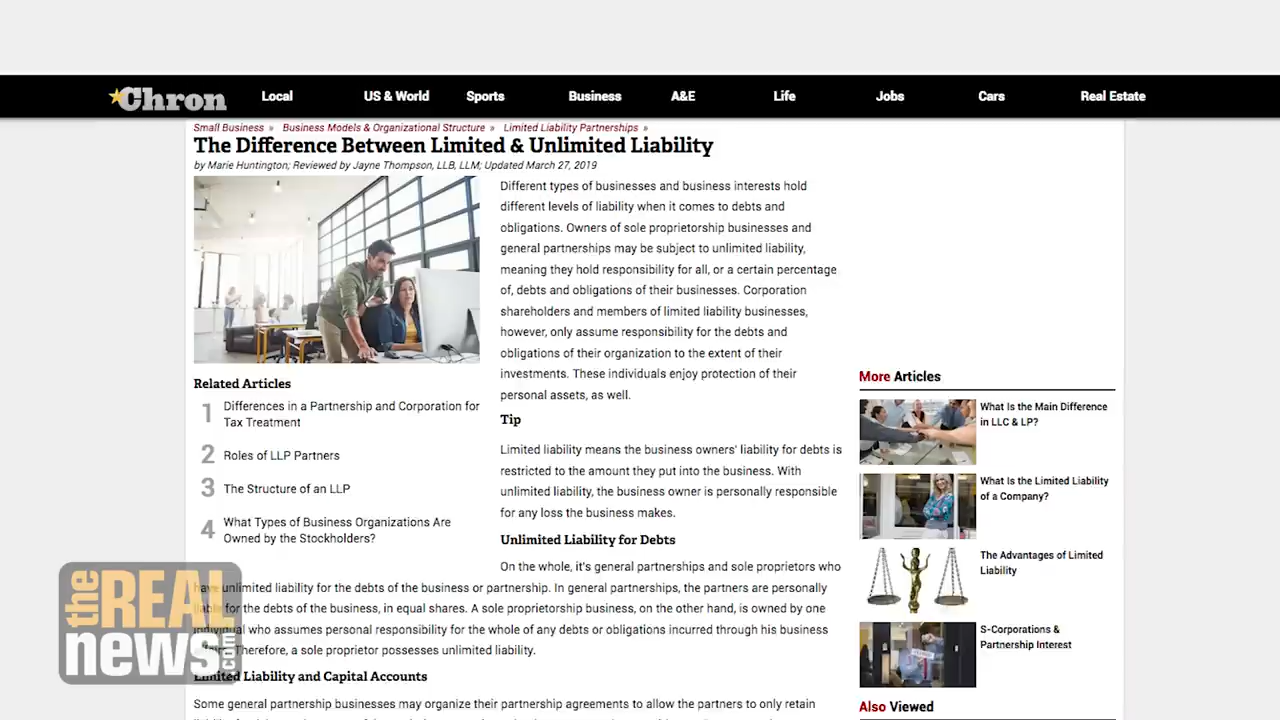 Chron
Local
US & World
Sports
Business
A&E
Life
Jobs
Cars
Real Estate
Small Business » Business Models & Organizational Structure » Limited Liability Partnerships »
The Difference Between Limited & Unlimited Liability
by Marie Huntington; Reviewed by Jayne Thompson, LLB, LLM; Updated March 27, 2019
Different types of businesses and business interests hold
different levels of liability when it comes to debts and
obligations. Owners of sole proprietorship businesses and
general partnerships may be subject to unlimited liability,
meaning they hold responsibility for all, or a certain percentage
of, debts and obligations of their businesses. Corporation
shareholders and members of limited liability businesses,
however, only assume responsibility for the debts and
obligations of their organization to the extent of their
investments. These individuals enjoy protection of their
personal assets, as well.
Tip
Limited liability means the business owners' liability for debts is
restricted to the amount they put into the business. With
unlimited liability, the business owner is personally responsible
for any loss the business makes.
Unlimited Liability for Debts
On the whole, it's general partnerships and sole proprietors who
have unlimited liability for the debts of the business or partnership. In general partnerships, the partners are personally
liable for the debts of the business, in equal shares. A sole proprietorship business, on the other hand, is owned by one
individual who assumes personal responsibility for the whole of any debts or obligations incurred through his business
Therefore, a sole proprietor possesses unlimited liability.
Limited Liability and Capital Accounts
Some general partnership businesses may organize their partnership agreements to allow the partners to only retain
Related Articles
1 Differences in a Partnership and Corporation for
Tax Treatment
2 Roles of LLP Partners
3 The Structure of an LLP
4 What Types of Business Organizations Are
Owned by the Stockholders?
More Articles
What Is the Main Difference
in LLC & LP?
What Is the Limited Liability
of a Company?
The Advantages of Limited
Liability
S-Corporations &
Partnership Interest
Also Viewed
the REAL
news.com